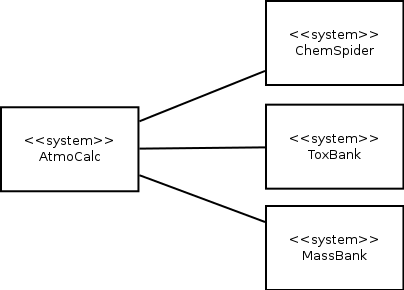 <<system>>
ChemSpider
<<system>>
AtmoCalc
<<system>>
ToxBank
<<system>>
MassBank